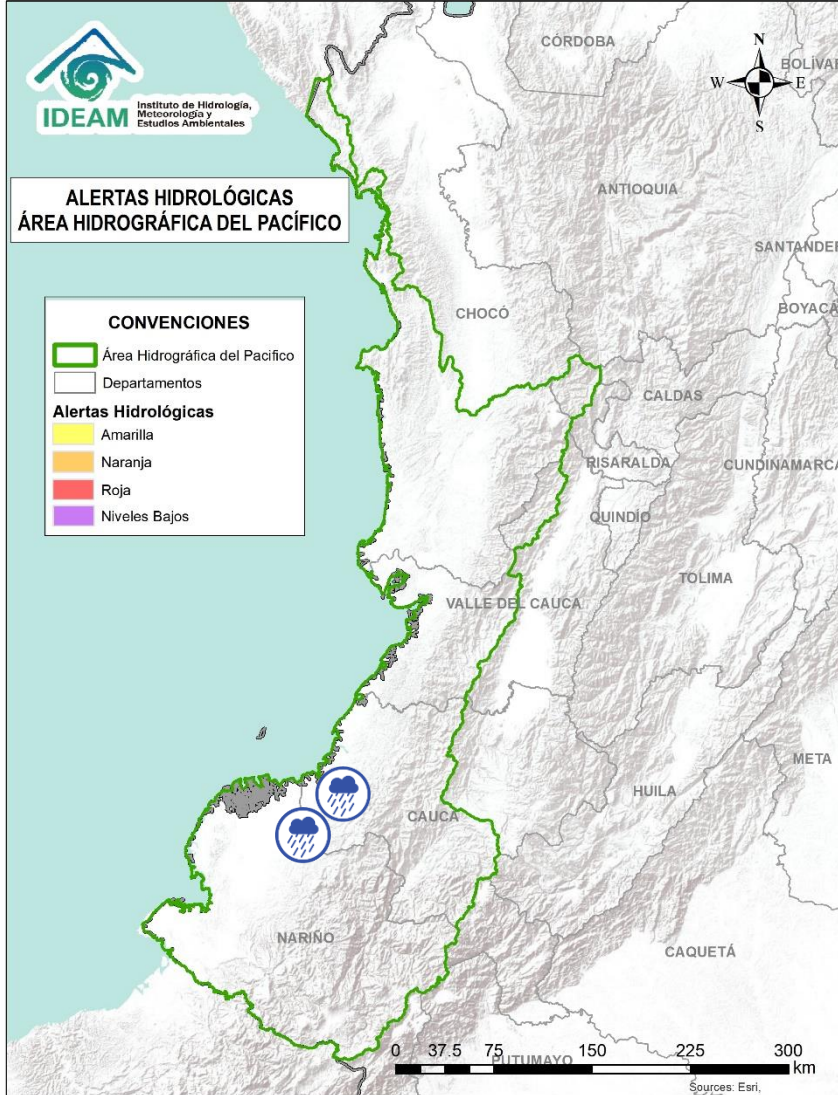 IDEAM
Instituto de Hidrología,
Meteorología y
Estudios Ambientales
ALERTAS HIDROLÓGICAS
ÁREA HIDROGRÁFICA DEL PACÍFICO
CONVENCIONES
Área Hidrográfica del Pacifico
Departamentos
Alertas Hidrológicas
Amarilla
Naranja
Roja
Niveles Bajos
N
W
E
S
CÓRDOBA
BOLÍVAR
ANTIOQUIA
SANTANDER
BOYACÁ
CHOCÓ
CALDAS
RISARALDA
CUNDINAMARCA
QUINDÍO
TOLIMA
VALLE DEL CAUCA
META
HUILA
CAUCA
NARIÑO
CAQUETÁ
PUTUMAYO
0 37.5 75 150 225 300
km
Sources: Esri,